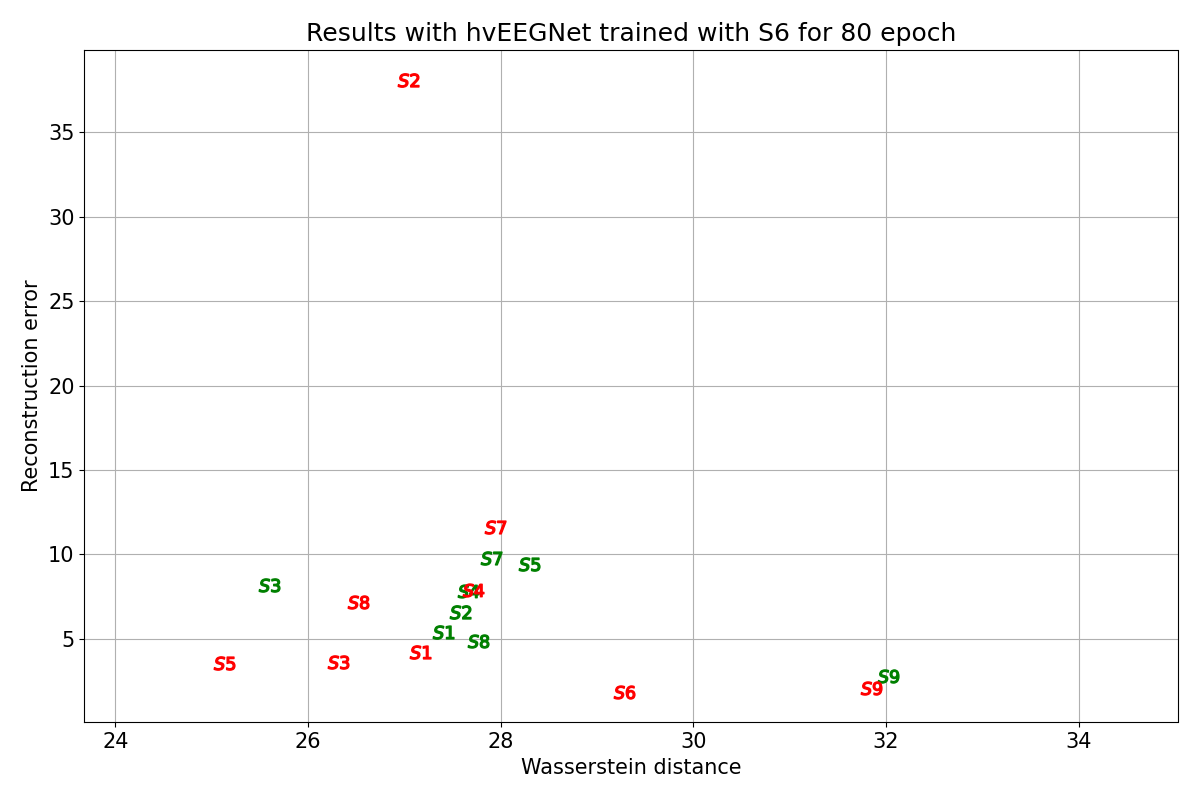 Results with hvEEGNet trained with S6 for 80 epoch
S2
35
30
25
20
15
S7
10
S7
S5
S3
S4
S4
S8
S2
S1
5
S8
S1
S5
S3
S6
S9
S9
24
26
28
30
32
34
Reconstruction error
Wasserstein distance